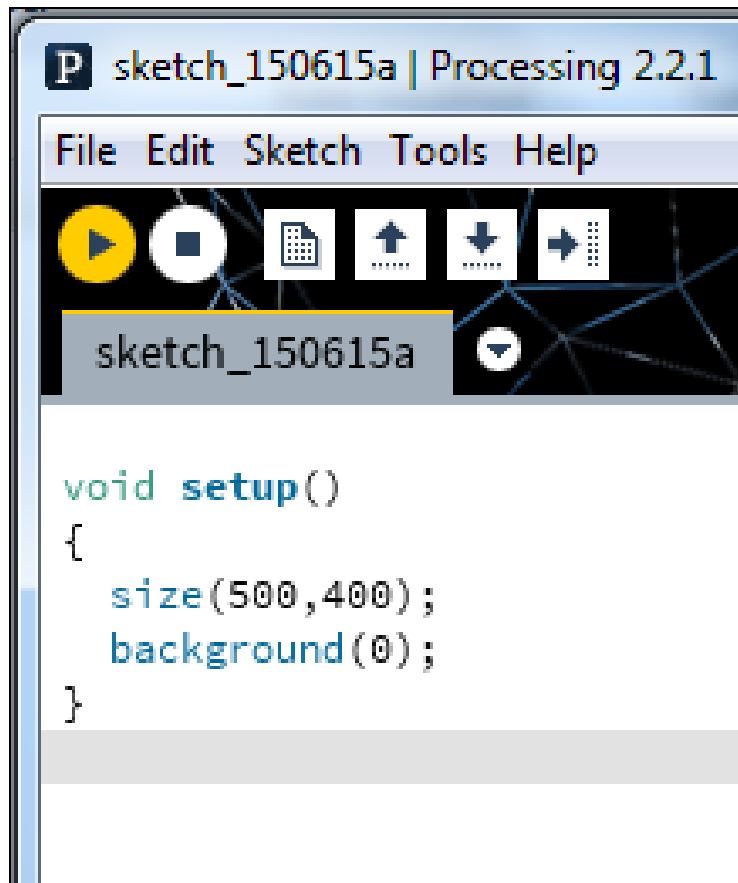 P sketch_150615a | Processing 2.2.1
File Edit Sketch Tools Help
sketch_150615a
void setup()
{
  size(500,400);
  background(0);
}